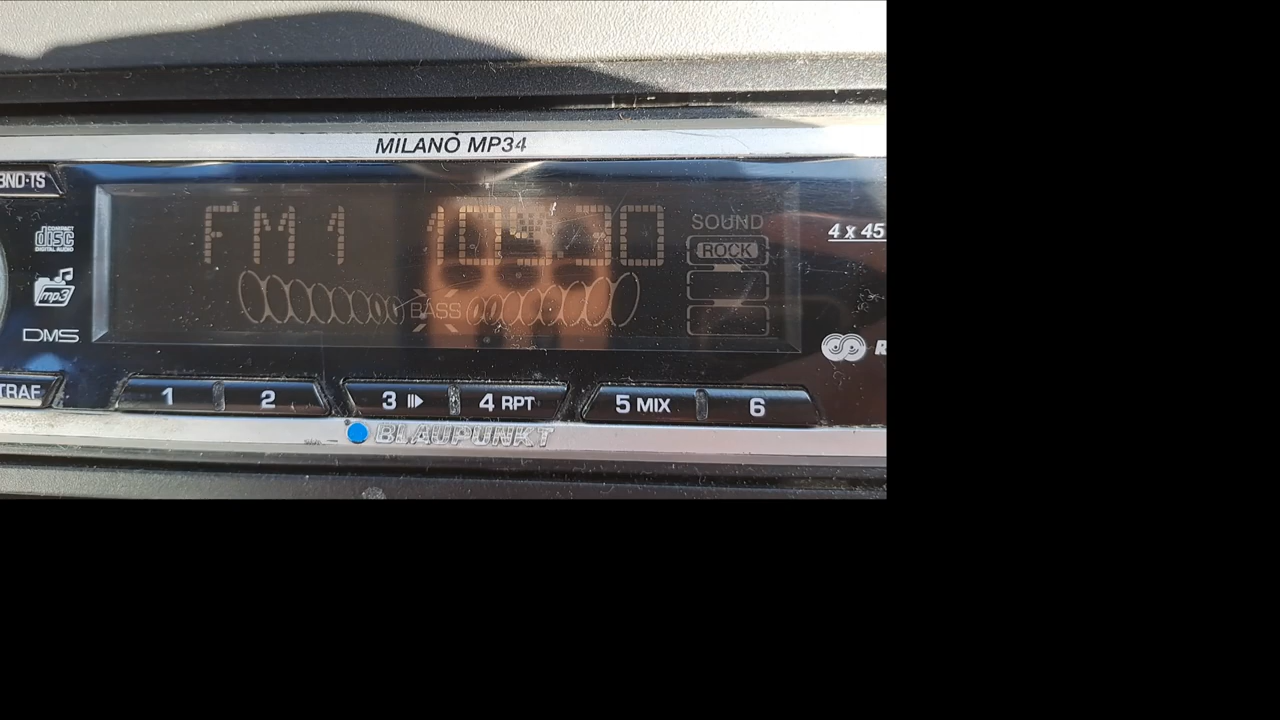 MILANO MP34
BND·TS
FM1
SOUND
COMPACT
disc
DIGITAL AUDIO
ROCK
4 x 45
mp3
BASS
DMS
TRAF
1 2 3 4 RPT 5 MIX 6
BLAUPUNKT